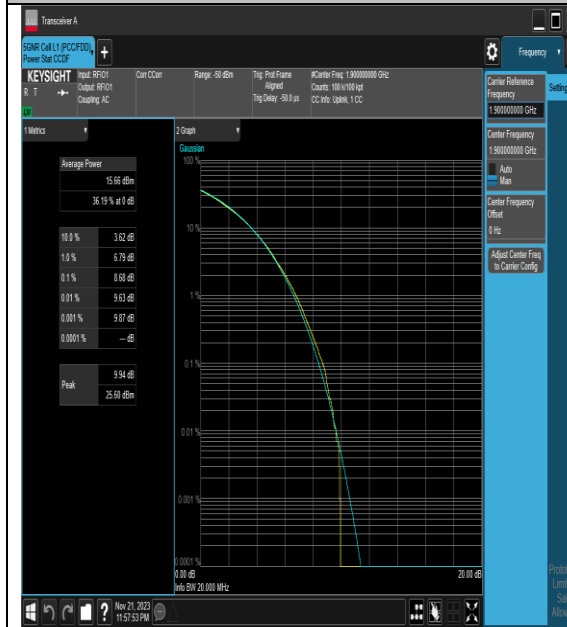 Transceiver A
5GNR Cell L1 (PCC/FDD),
Power Stat CCDF
Frequency
KEYSIGHT
R T
Input: RFIO1
Output: RFIO1
Coupling: AC
Corr CCorr
Range: -50 dBm
Trig: Prot Frame
Aligned
Trig Delay: -50.0 µs
#Center Freq: 1.900000000 GHz
Counts: 100 k/100 kpt
CC Info: Uplink, 1 CC
1 Metrics
Average Power
15.66 dBm
36.19 % at 0 dB
10.0 % 3.62 dB
1.0 % 6.79 dB
0.1 % 8.68 dB
0.01 % 9.63 dB
0.001 % 9.87 dB
0.0001 % --- dB
Peak
9.94 dB
25.60 dBm
2 Graph
Gaussian
100 %
10 %
1 %
0.1 %
0.01 %
0.001 %
0.0001 %
0.00 dB
20.00 dB
Info BW 20.000 MHz
Carrier Reference
Frequency
1.900000000 GHz
Center Frequency
1.900000000 GHz
Auto
Man
Center Frequency
Offset
0 Hz
Adjust Center Freq
to Carrier Config
Setting
Nov 21, 2023
11:57:53 PM
?